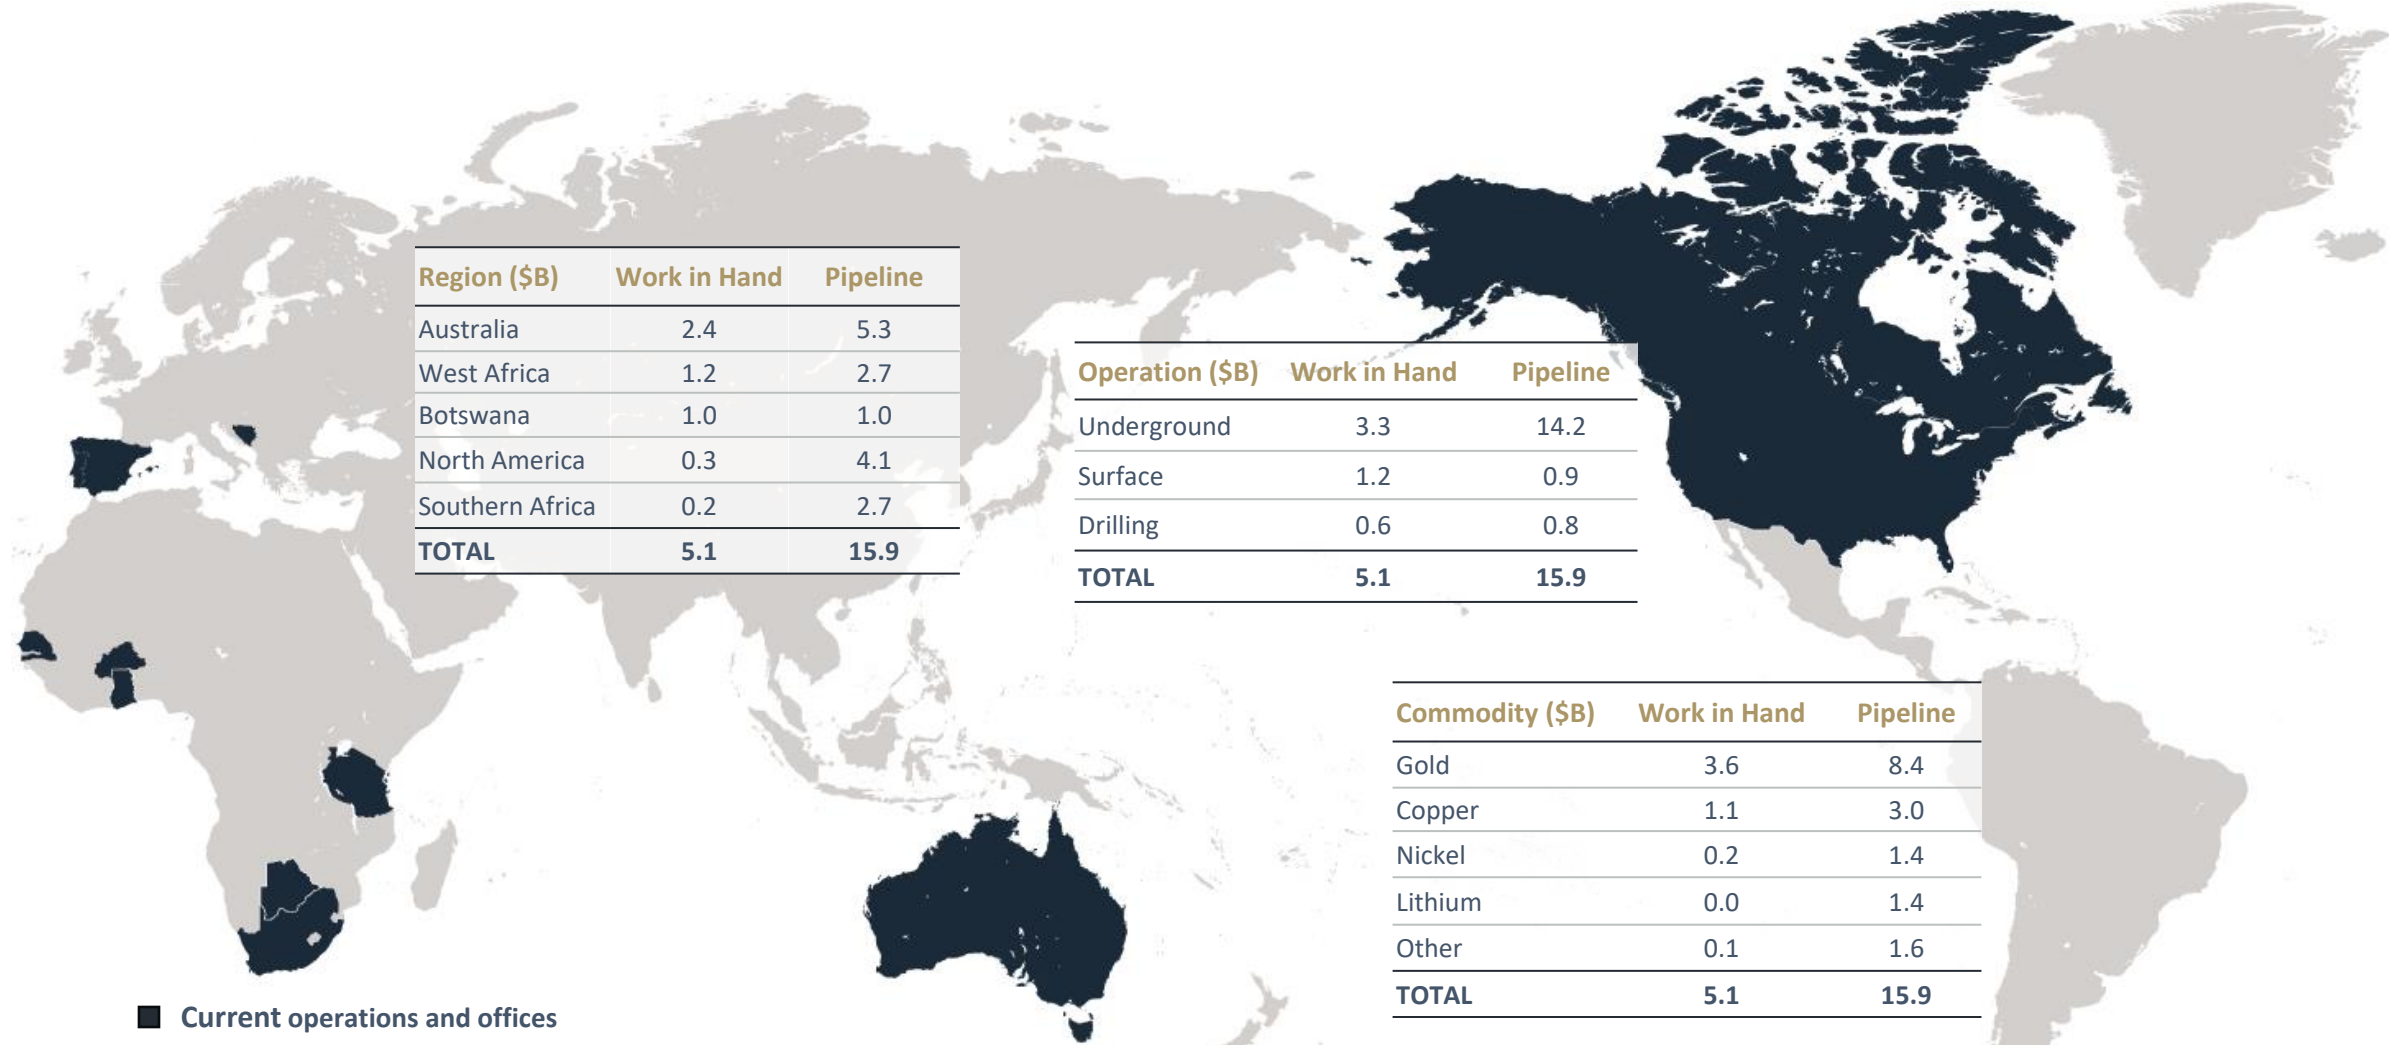 Region ($B) Work in Hand Pipeline
Australia 2.4 5.3
West Africa 1.2 2.7
Botswana 1.0 1.0
North America 0.3 4.1
Southern Africa 0.2 2.7
TOTAL 5.1 15.9
Operation ($B) Work in Hand Pipeline
Underground 3.3 14.2
Surface 1.2 0.9
Drilling 0.6 0.8
TOTAL 5.1 15.9
Commodity ($B) Work in Hand Pipeline
Gold 3.6 8.4
Copper 1.1 3.0
Nickel 0.2 1.4
Lithium 0.0 1.4
Other 0.1 1.6
TOTAL 5.1 15.9
Current operations and offices